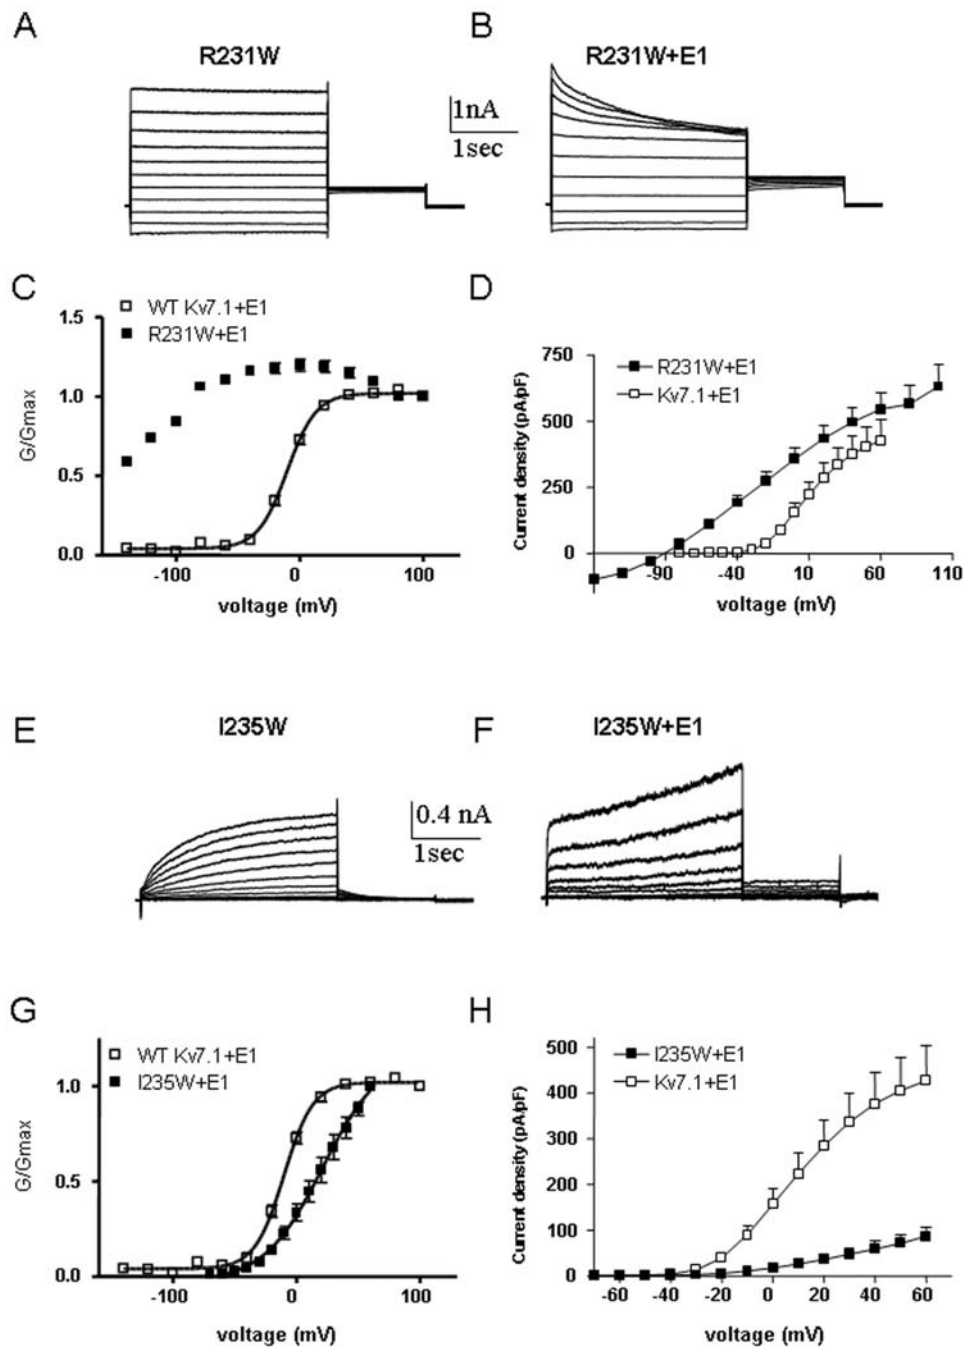 A
R231W
B
R231W+E1
1nA
1sec
C
WT Kv7.1+E1
R231W+E1
1.5
1.0
0.5
0.0
G/Gmax
-100
0
100
voltage (mV)
D
R231W+E1
Kv7.1+E1
750
500
250
0
Current density (pA/pF)
-90
-40
10
60
110
voltage (mV)
E
I235W
F
I235W+E1
0.4 nA
1sec
G
WT Kv7.1+E1
I235W+E1
1.0
0.5
0.0
G/Gmax
-100
0
100
voltage (mV)
H
I235W+E1
Kv7.1+E1
500
400
300
200
100
0
Current density (pA/pF)
-60
-40
-20
0
20
40
60
voltage (mV)